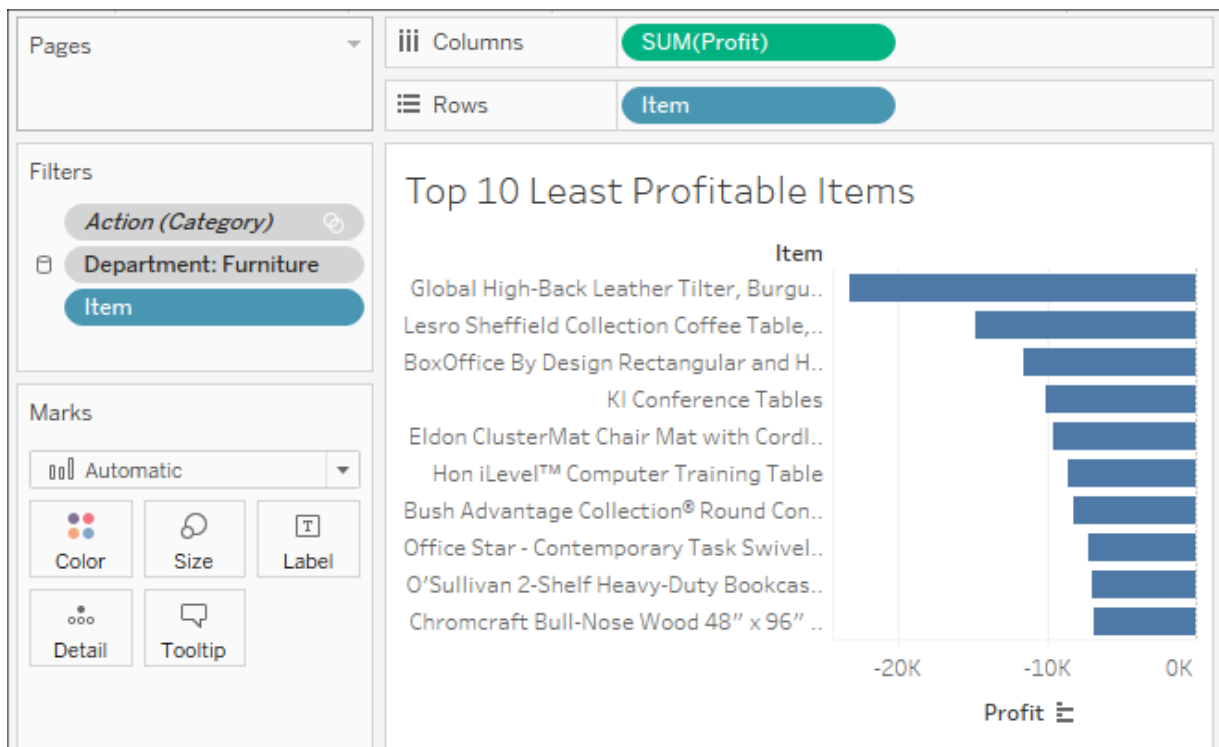 Pages
Columns
SUM(Profit)
Rows
Item
Filters
Action (Category)
Department: Furniture
Item
Marks
Automatic
Color
Size
Label
Detail
Tooltip
Top 10 Least Profitable Items
Item
Global High-Back Leather Tilter, Burgu..
Lesro Sheffield Collection Coffee Table,..
BoxOffice By Design Rectangular and H..
KI Conference Tables
Eldon ClusterMat Chair Mat with Cordl..
Hon iLevel™ Computer Training Table
Bush Advantage Collection® Round Con..
Office Star - Contemporary Task Swivel..
O’Sullivan 2-Shelf Heavy-Duty Bookcas..
Chromcraft Bull-Nose Wood 48” x 96” ..
-20K -10K 0K
Profit